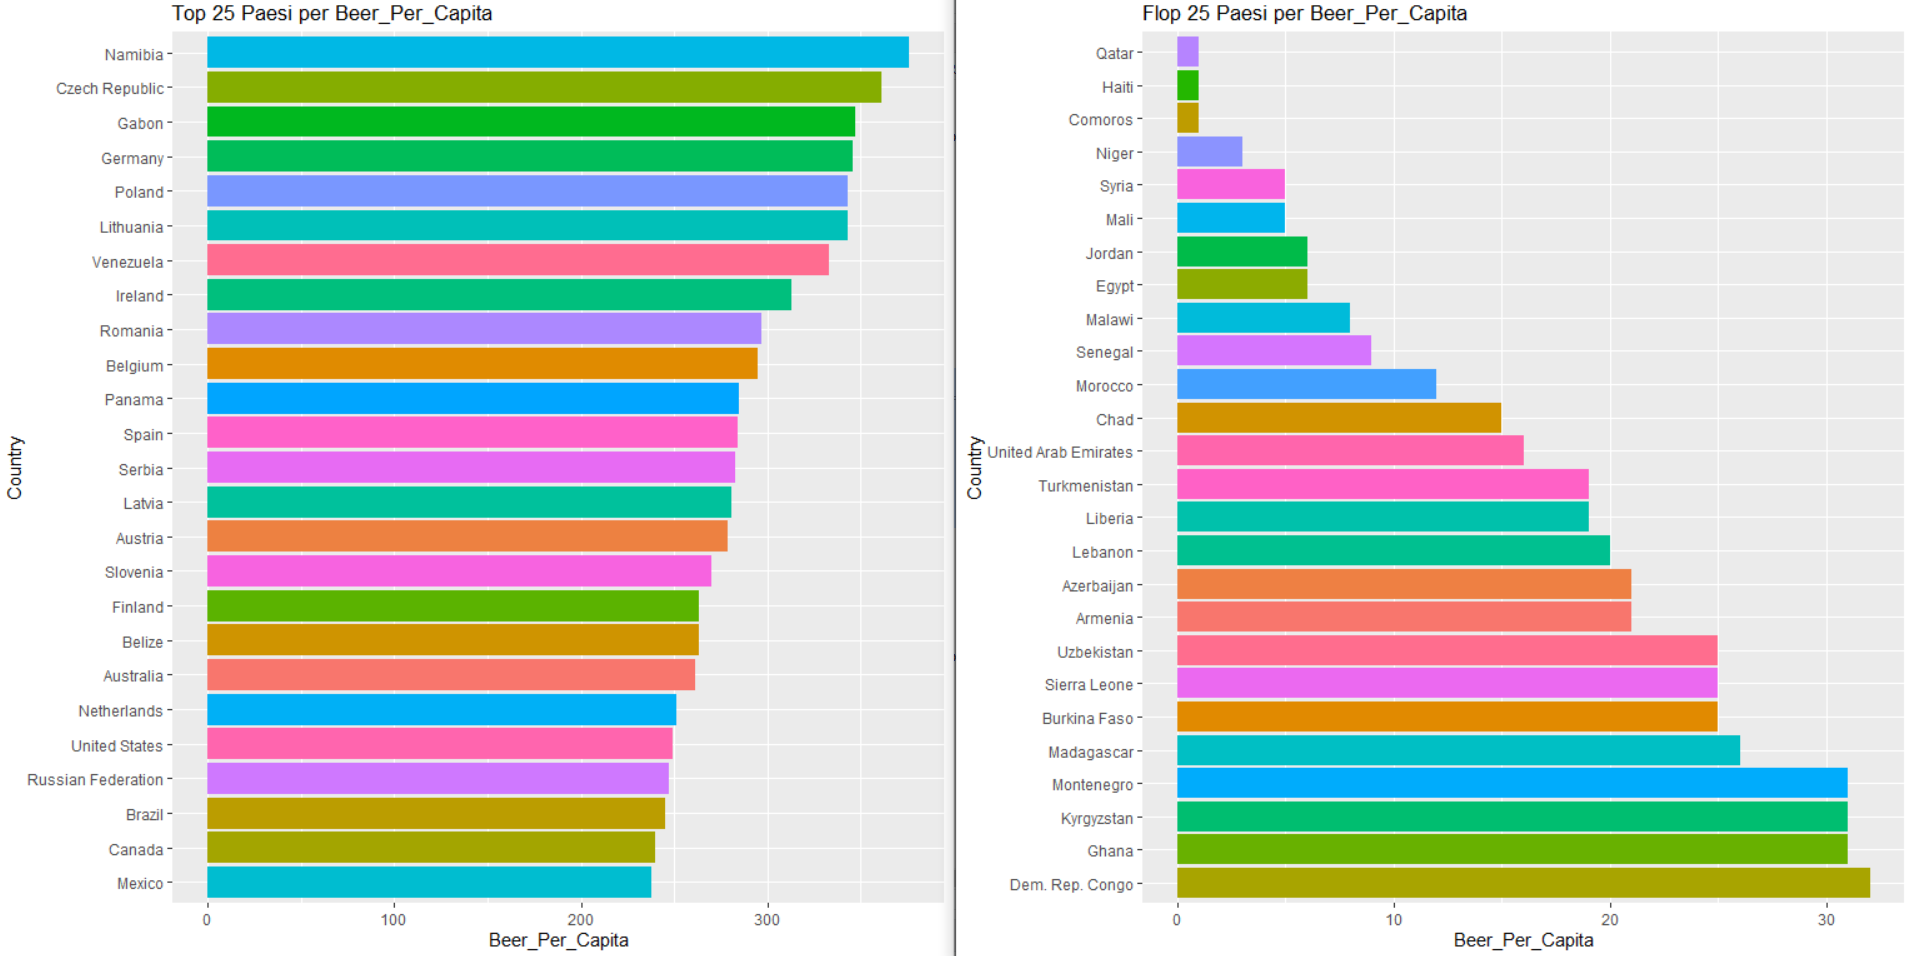 Top 25 Paesi per Beer_Per_Capita
Country
Namibia
Czech Republic
Gabon
Germany
Poland
Lithuania
Venezuela
Ireland
Romania
Belgium
Panama
Spain
Serbia
Latvia
Austria
Slovenia
Finland
Belize
Australia
Netherlands
United States
Russian Federation
Brazil
Canada
Mexico
0 100 200 300
Beer_Per_Capita
Flop 25 Paesi per Beer_Per_Capita
Country
Qatar
Haiti
Comoros
Niger
Syria
Mali
Jordan
Egypt
Malawi
Senegal
Morocco
Chad
United Arab Emirates
Turkmenistan
Liberia
Lebanon
Azerbaijan
Armenia
Uzbekistan
Sierra Leone
Burkina Faso
Madagascar
Montenegro
Kyrgyzstan
Ghana
Dem. Rep. Congo
0 10 20 30
Beer_Per_Capita